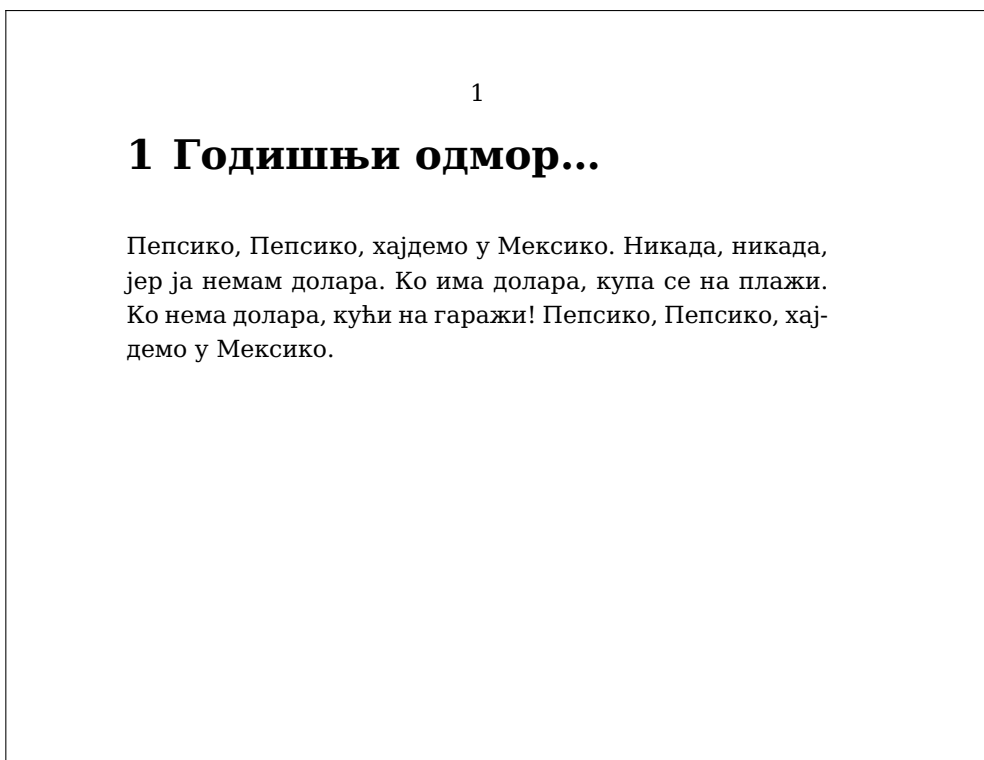 1
1 Годишњи одмор...
Пепсико, Пепсико, хајдемо у Мексико. Никада, никада,
јер ја немам долара. Ко има долара, купа се на плажи.
Ко нема долара, кући на гаражи! Пепсико, Пепсико, хај-
демо у Мексико.